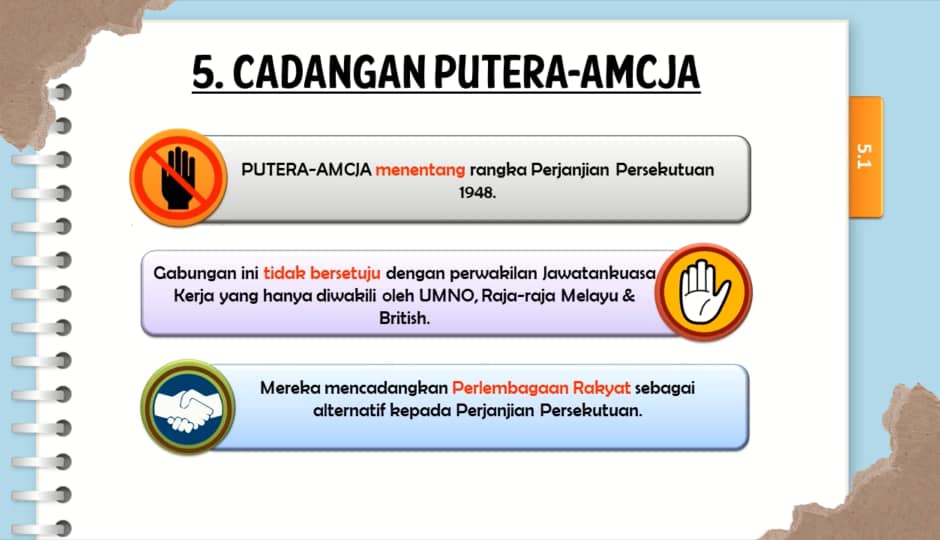 5. CADANGAN PUTERA-AMCJA
5.1
PUTERA-AMCJA menentang rangka Perjanjian Persekutuan
1948.
Gabungan ini tidak bersetuju dengan perwakilan Jawatankuasa
Kerja yang hanya diwakili oleh UMNO, Raja-raja Melayu &
British.
Mereka mencadangkan Perlembagaan Rakyat sebagai
alternatif kepada Perjanjian Persekutuan.